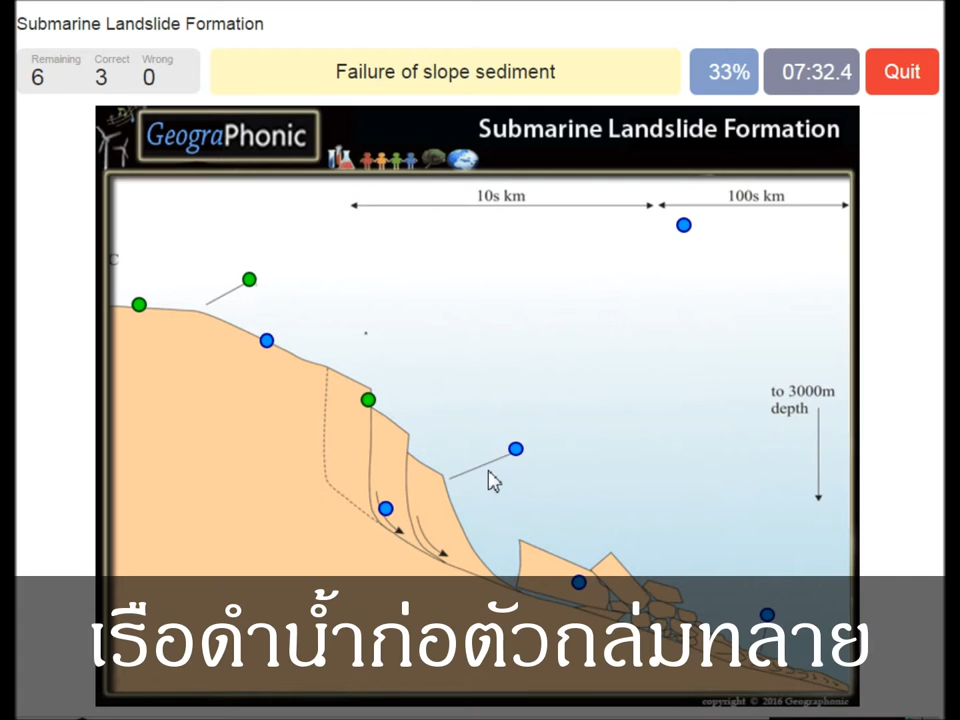 Submarine Landslide Formation
Remaining Correct Wrong
6 3 0
Failure of slope sediment
33%
07:32.4
Quit
GeograPhonic
Submarine Landslide Formation
10s km
100s km
C
to 3000m
depth
เรือดำน้ำก่อตัวถล่มทลาย
copyright © 2016 Geographonic